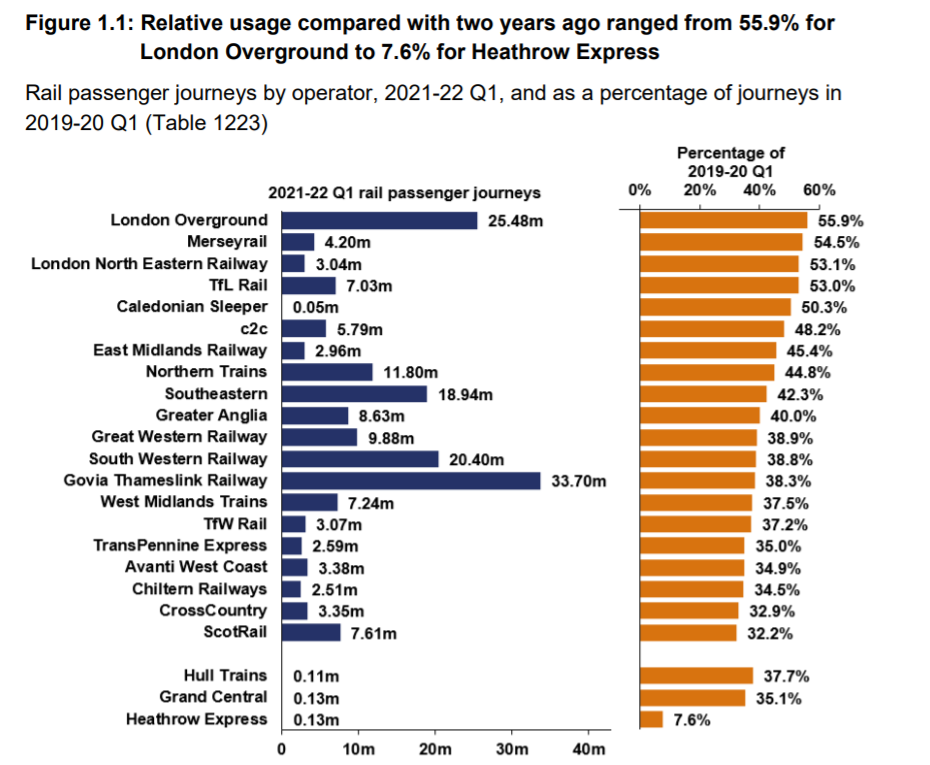 Figure 1.1: Relative usage compared with two years ago ranged from 55.9% for
London Overground to 7.6% for Heathrow Express
Rail passenger journeys by operator, 2021-22 Q1, and as a percentage of journeys in
2019-20 Q1 (Table 1223)
Percentage of
2019-20 Q1
2021-22 Q1 rail passenger journeys
0% 20% 40% 60%
London Overground 25.48m 55.9%
Merseyrail 4.20m 54.5%
London North Eastern Railway 3.04m 53.1%
TfL Rail 7.03m 53.0%
Caledonian Sleeper 0.05m 50.3%
c2c 5.79m 48.2%
East Midlands Railway 2.96m 45.4%
Northern Trains 11.80m 44.8%
Southeastern 18.94m 42.3%
Greater Anglia 8.63m 40.0%
Great Western Railway 9.88m 38.9%
South Western Railway 20.40m 38.8%
Govia Thameslink Railway 33.70m 38.3%
West Midlands Trains 7.24m 37.5%
TfW Rail 3.07m 37.2%
TransPennine Express 2.59m 35.0%
Avanti West Coast 3.38m 34.9%
Chiltern Railways 2.51m 34.5%
CrossCountry 3.35m 32.9%
ScotRail 7.61m 32.2%
Hull Trains 0.11m 37.7%
Grand Central 0.13m 35.1%
Heathrow Express 0.13m 7.6%
0 10m 20m 30m 40m